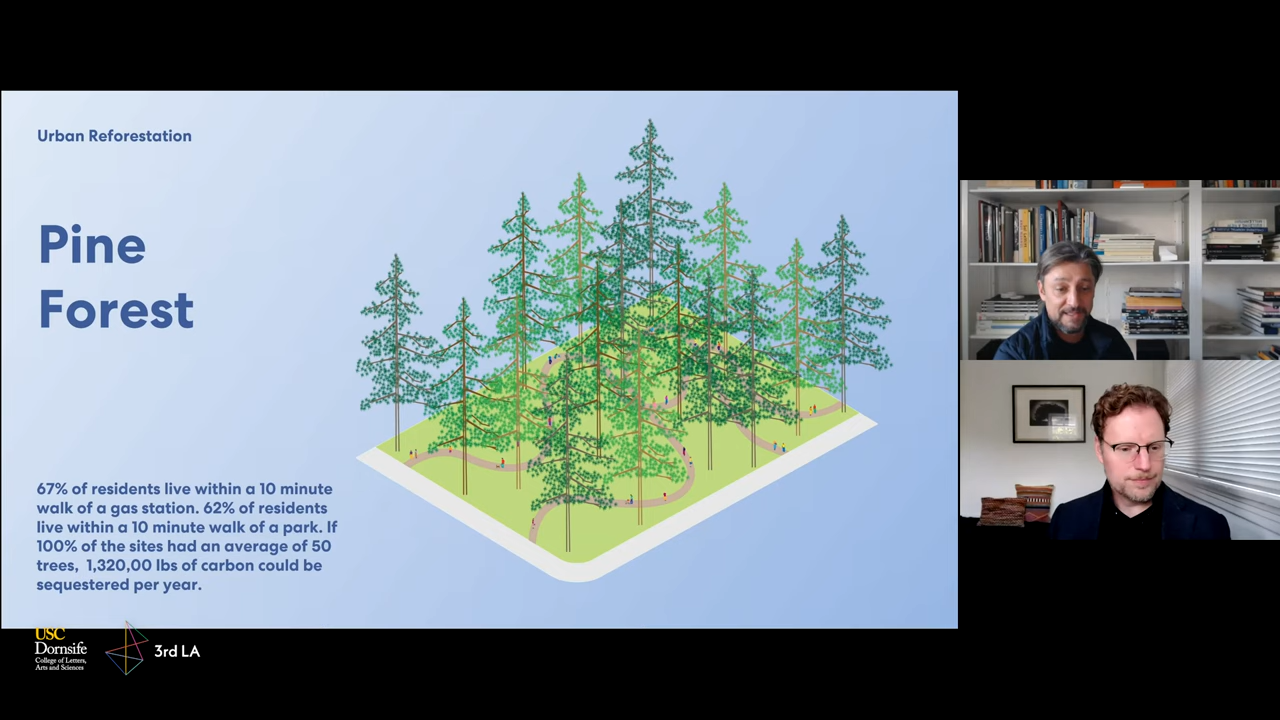 Urban Reforestation
Pine
Forest
67% of residents live within a 10 minute
walk of a gas station. 62% of residents
live within a 10 minute walk of a park. If
100% of the sites had an average of 50
trees,  1,320,00 lbs of carbon could be
sequestered per year.
USC
Dornsife
College of Letters,
Arts and Sciences
3rd LA